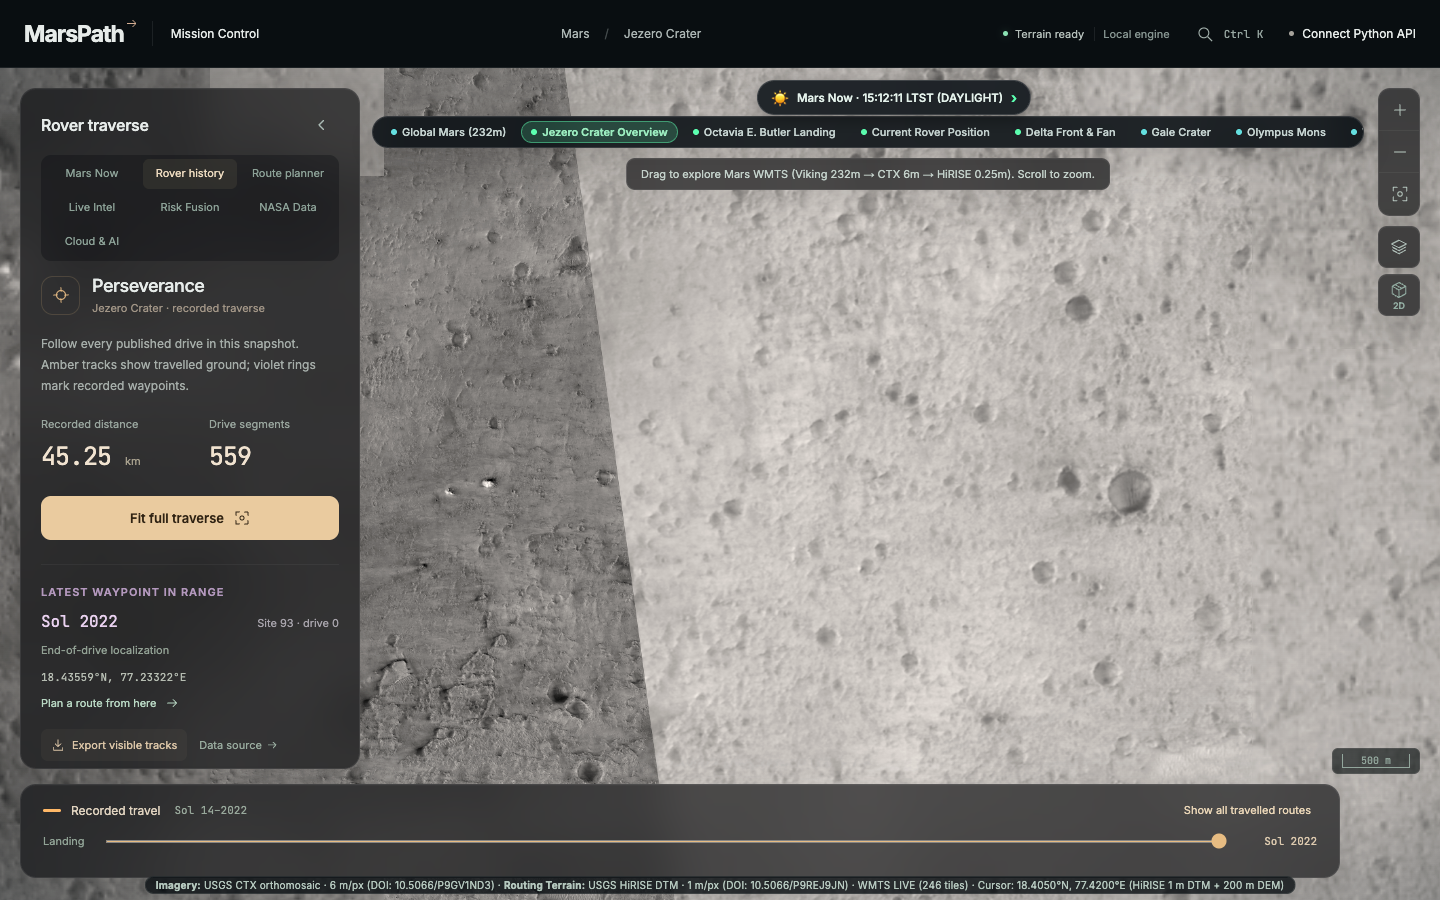 MarsPath →
Mission Control
Mars / Jezero Crater
Terrain ready
Local engine
Ctrl K
Connect Python API
Mars Now · 15:12:11 LTST (DAYLIGHT) ›
Global Mars (232m)
Jezero Crater Overview
Octavia E. Butler Landing
Current Rover Position
Delta Front & Fan
Gale Crater
Olympus Mons
Drag to explore Mars WMTS (Viking 232m → CTX 6m → HiRISE 0.25m). Scroll to zoom.
2D
Rover traverse
Mars Now
Rover history
Route planner
Live Intel
Risk Fusion
NASA Data
Cloud & AI
Perseverance
Jezero Crater · recorded traverse
Follow every published drive in this snapshot.
Amber tracks show travelled ground; violet rings
mark recorded waypoints.
Recorded distance
45.25 km
Drive segments
559
Fit full traverse
LATEST WAYPOINT IN RANGE
Sol 2022
Site 93 · drive 0
End-of-drive localization
18.43559°N, 77.23322°E
Plan a route from here →
Export visible tracks
Data source →
500 m
Recorded travel
Sol 14–2022
Show all travelled routes
Landing
Sol 2022
Imagery: USGS CTX orthomosaic · 6 m/px (DOI: 10.5066/P9GV1ND3) · Routing Terrain: USGS HiRISE DTM · 1 m/px (DOI: 10.5066/P9REJ9JN) · WMTS LIVE (246 tiles) · Cursor: 18.4050°N, 77.4200°E (HiRISE 1 m DTM + 200 m DEM)